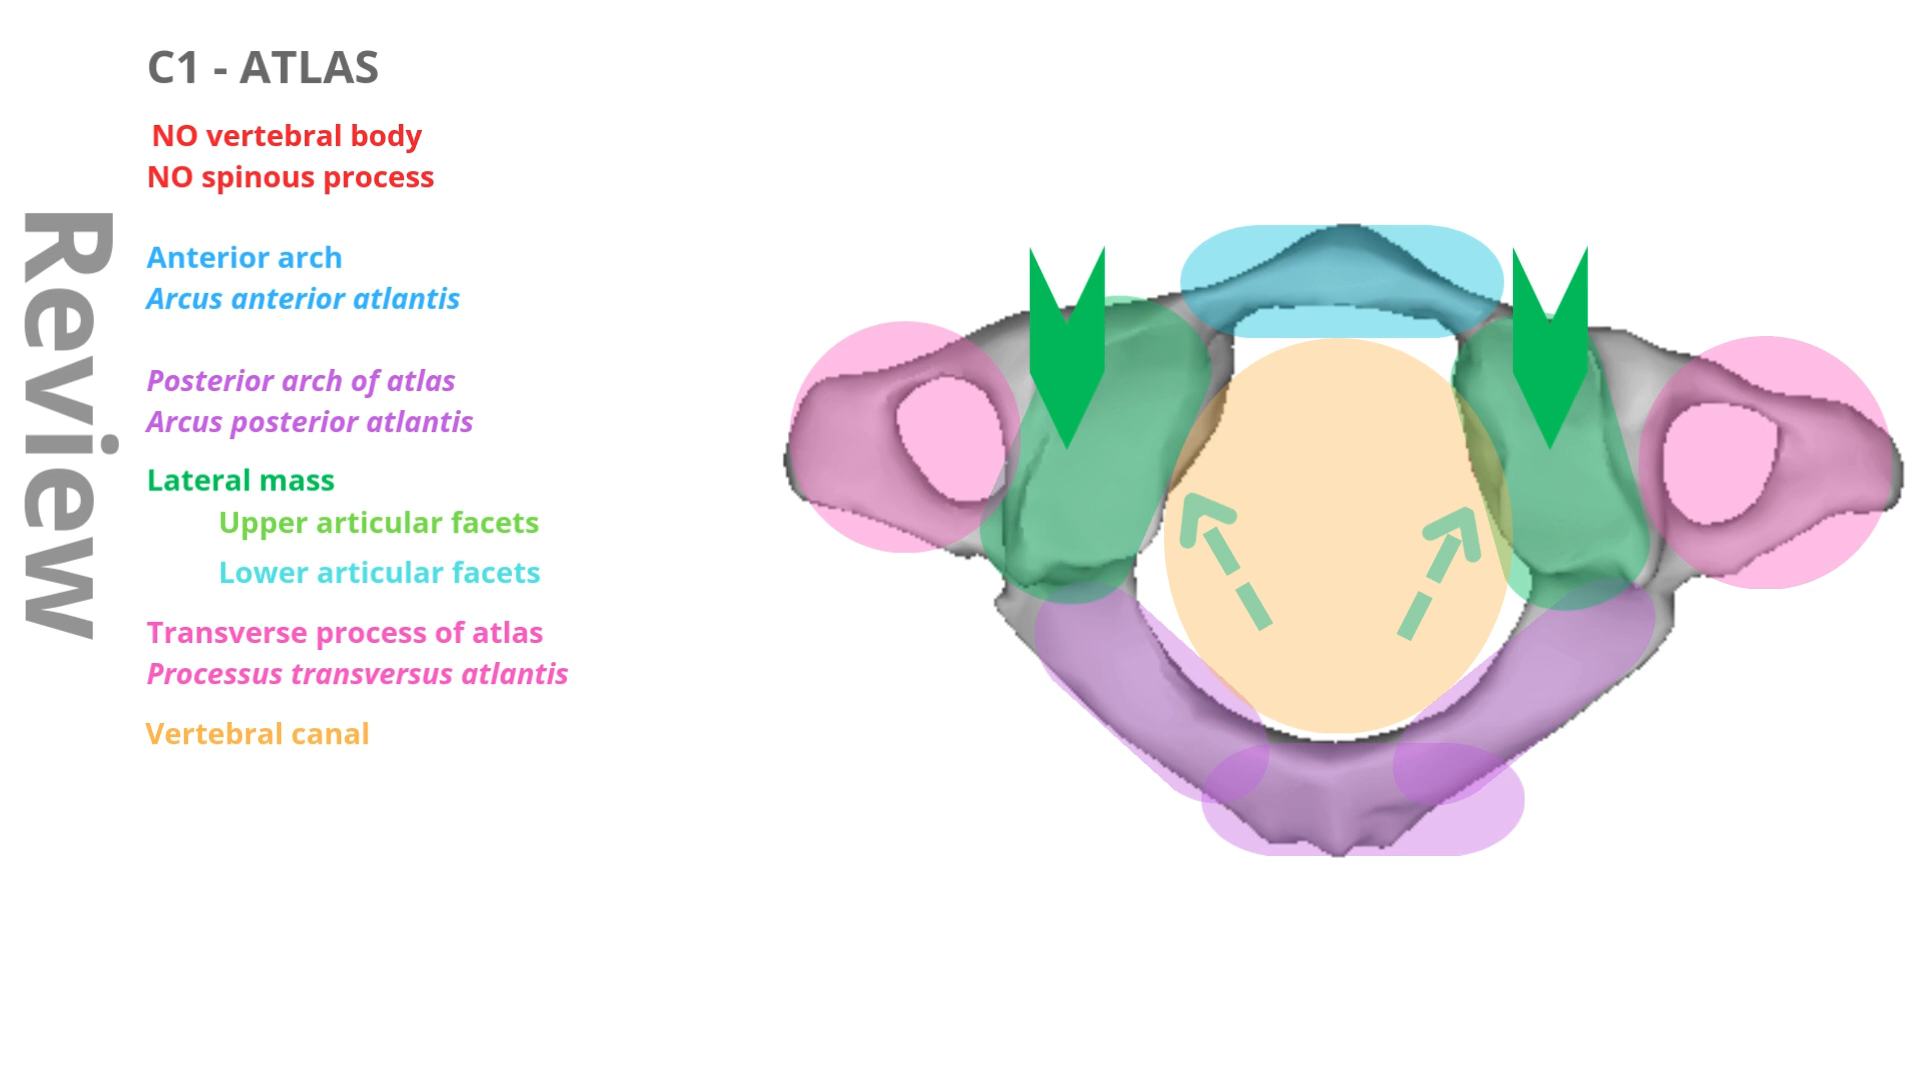 Review
C1 - ATLAS
NO vertebral body
NO spinous process
Anterior arch
Arcus anterior atlantis
Posterior arch of atlas
Arcus posterior atlantis
Lateral mass
Upper articular facets
Lower articular facets
Transverse process of atlas
Processus transversus atlantis
Vertebral canal